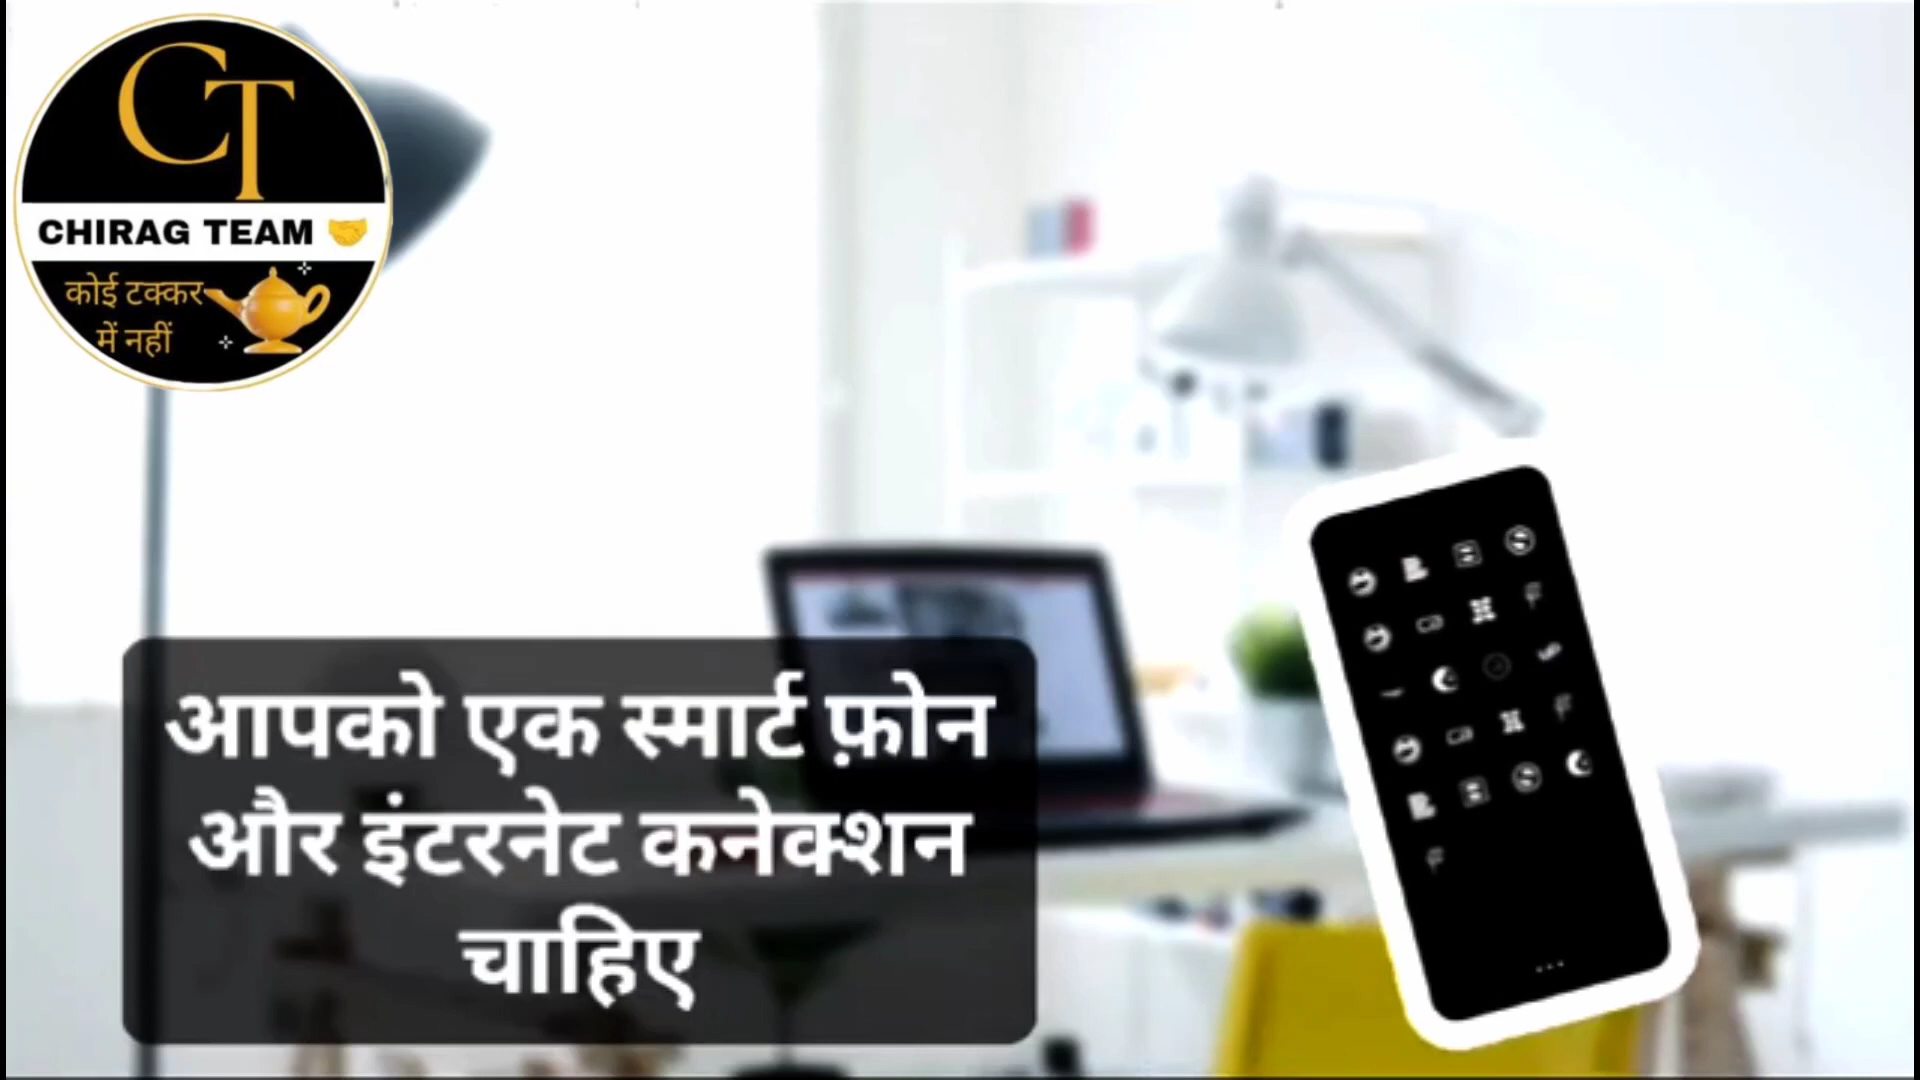 CT
CHIRAG TEAM 🤝
कोई टक्कर
में नहीं
आपको एक स्मार्ट फ़ोन
और इंटरनेट कनेक्शन
चाहिए